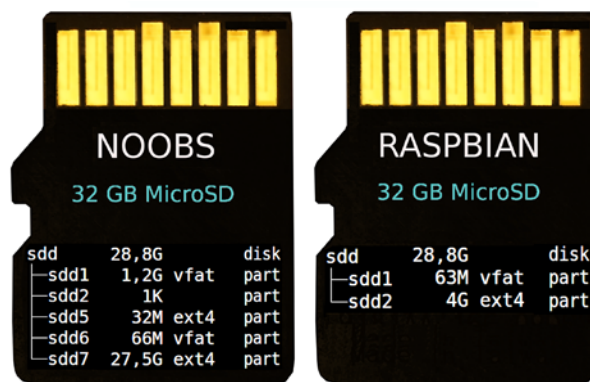 NOOBS
32 GB MicroSD
sdd 28,8G disk
├─sdd1 1,2G vfat part
├─sdd2 1K part
├─sdd5 32M ext4 part
├─sdd6 66M vfat part
└─sdd7 27,5G ext4 part
RASPBIAN
32 GB MicroSD
sdd 28,8G disk
├─sdd1 63M vfat part
└─sdd2 4G ext4 part